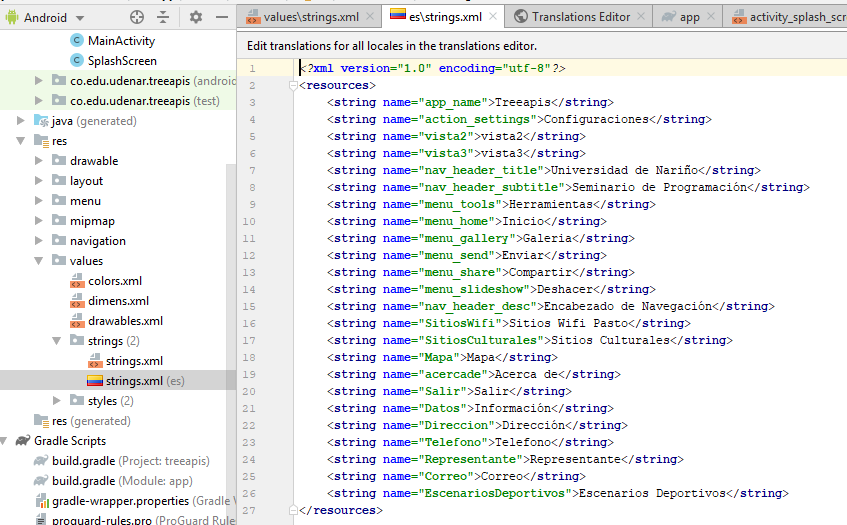 Android
MainActivity
SplashScreen
co.edu.udenar.treeapis (android
co.edu.udenar.treeapis (test)
java (generated)
res
drawable
layout
menu
mipmap
navigation
values
colors.xml
dimens.xml
drawables.xml
strings (2)
strings.xml
strings.xml (es)
styles (2)
res (generated)
Gradle Scripts
build.gradle (Project: treeapis)
build.gradle (Module: app)
gradle-wrapper.properties (Gradle
proguard-rules.pro (ProGuard Rule
values\strings.xml es\strings.xml Translations Editor app activity_splash_scr
Edit translations for all locales in the translations editor.
1 <?xml version="1.0" encoding="utf-8"?>
2 <resources>
3 <string name="app_name">Treeapis</string>
4 <string name="action_settings">Configuraciones</string>
5 <string name="vista2">vista2</string>
6 <string name="vista3">vista3</string>
7 <string name="nav_header_title">Universidad de Nariño</string>
8 <string name="nav_header_subtitle">Seminario de Programación</string>
9 <string name="menu_tools">Herramientas</string>
10 <string name="menu_home">Inicio</string>
11 <string name="menu_gallery">Galeria</string>
12 <string name="menu_send">Enviar</string>
13 <string name="menu_share">Compartir</string>
14 <string name="menu_slideshow">Deshacer</string>
15 <string name="nav_header_desc">Encabezado de Navegación</string>
16 <string name="SitiosWifi">Sitios Wifi Pasto</string>
17 <string name="SitiosCulturales">Sitios Culturales</string>
18 <string name="Mapa">Mapa</string>
19 <string name="acercade">Acerca de</string>
20 <string name="Salir">Salir</string>
21 <string name="Datos">Información</string>
22 <string name="Direccion">Dirección</string>
23 <string name="Telefono">Telefono</string>
24 <string name="Representante">Representante</string>
25 <string name="Correo">Correo</string>
26 <string name="EscenariosDeportivos">Escenarios Deportivos</string>
27 </resources>